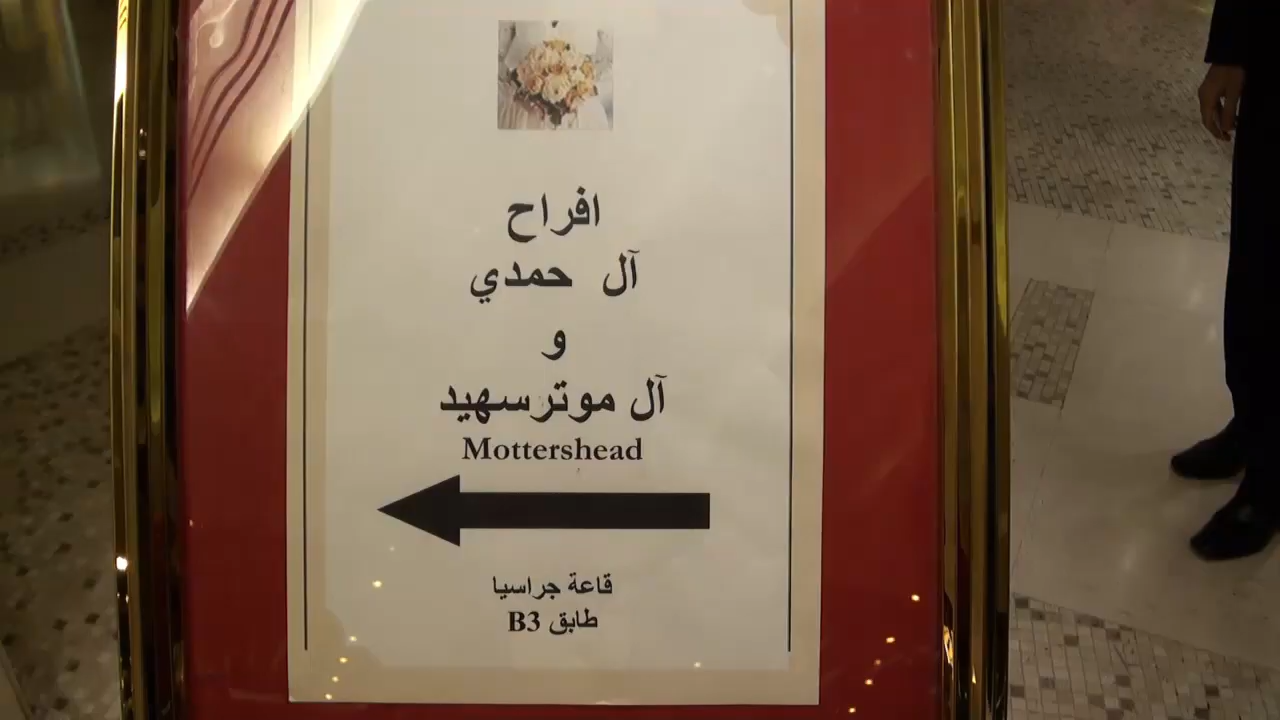 افراح
آل حمدي
و
آل موترسهيد
Mottershead
قاعة جراسيا
طابق B3